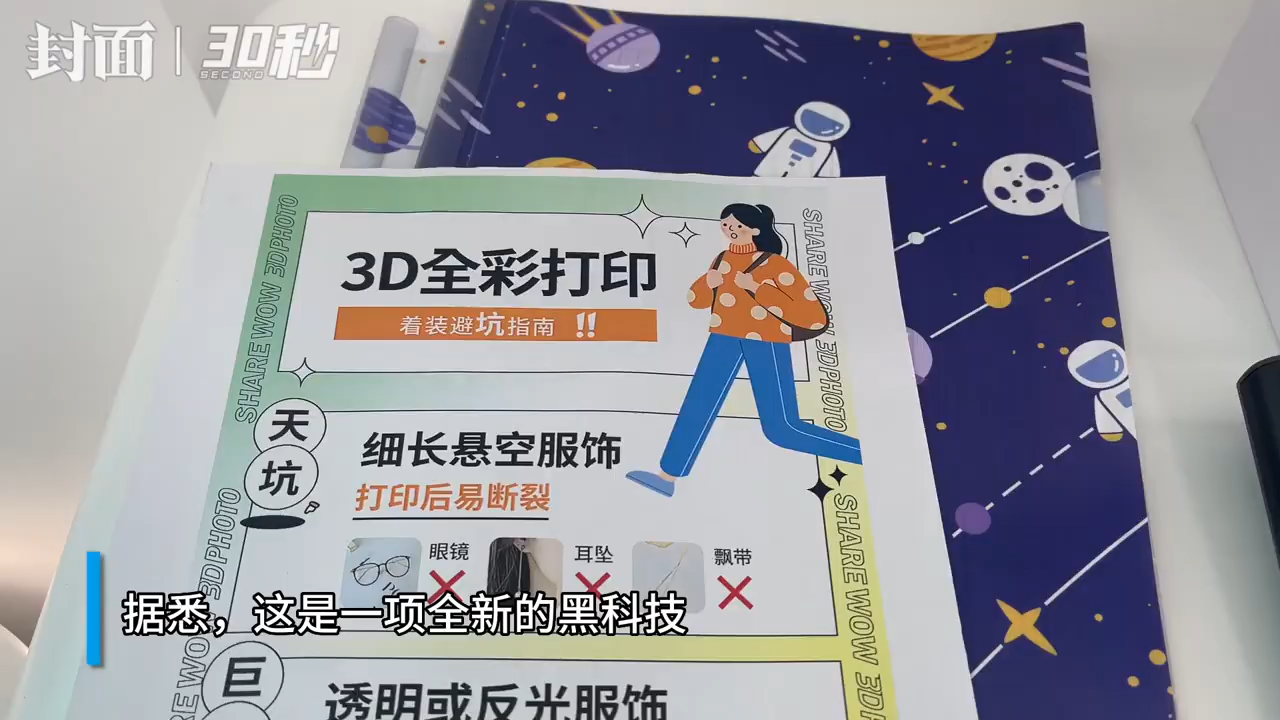 封面
30秒
SECOND
3D全彩打印
着装避坑指南 !!
天坑
细长悬空服饰
打印后易断裂
眼镜
耳坠
飘带
巨
透明或反光服饰
SHARE WOW 3DPHOTO
SHARE WOW 3DPHOTO
3DPHOTO
SHARE WOW 3D
据悉，这是一项全新的黑科技